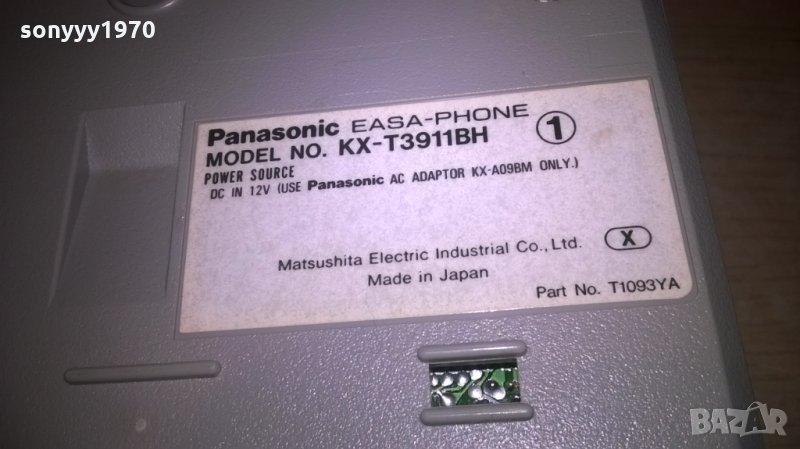 sonyyy1970
Panasonic EASA-PHONE 1
MODEL NO. KX-T3911BH
POWER SOURCE
DC IN 12V (USE Panasonic AC ADAPTOR KX-A09BM ONLY.)
Matsushita Electric Industrial Co., Ltd. X
Made in Japan
Part No. T1093YA
BAZAR